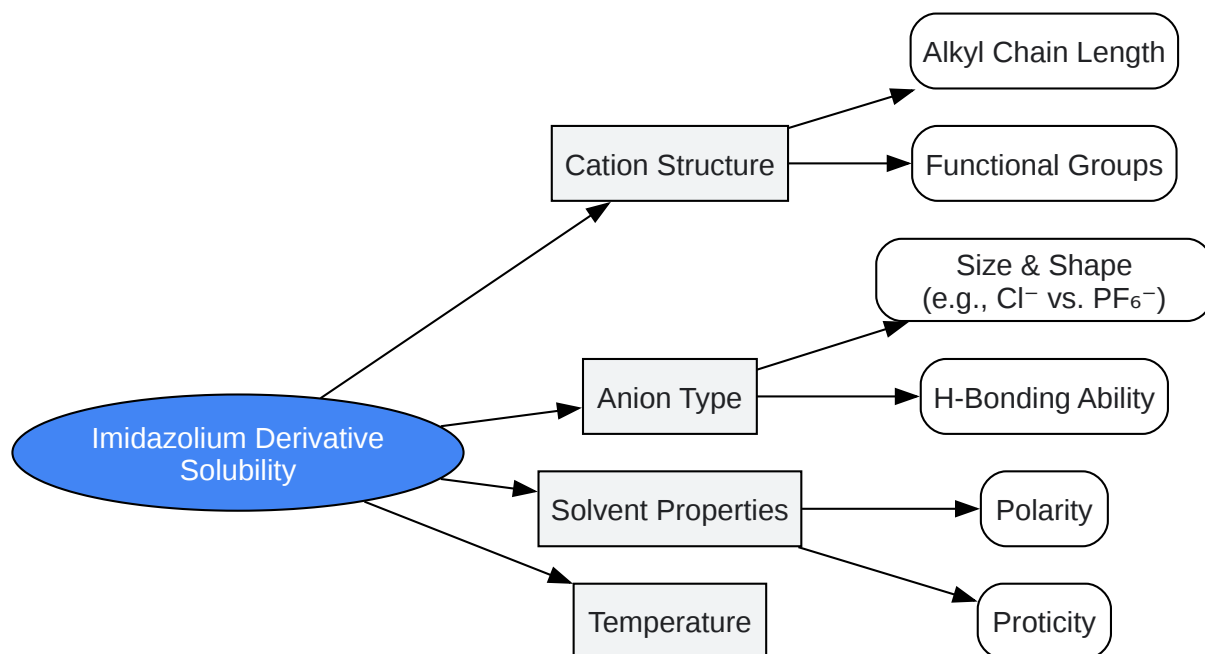 Alkyl Chain Length
Cation Structure
Functional Groups
Size & Shape
(e.g., Cl⁻ vs. PF₆⁻)
Anion Type
H-Bonding Ability
Imidazolium Derivative
Solubility
Solvent Properties
Polarity
Temperature
Proticity